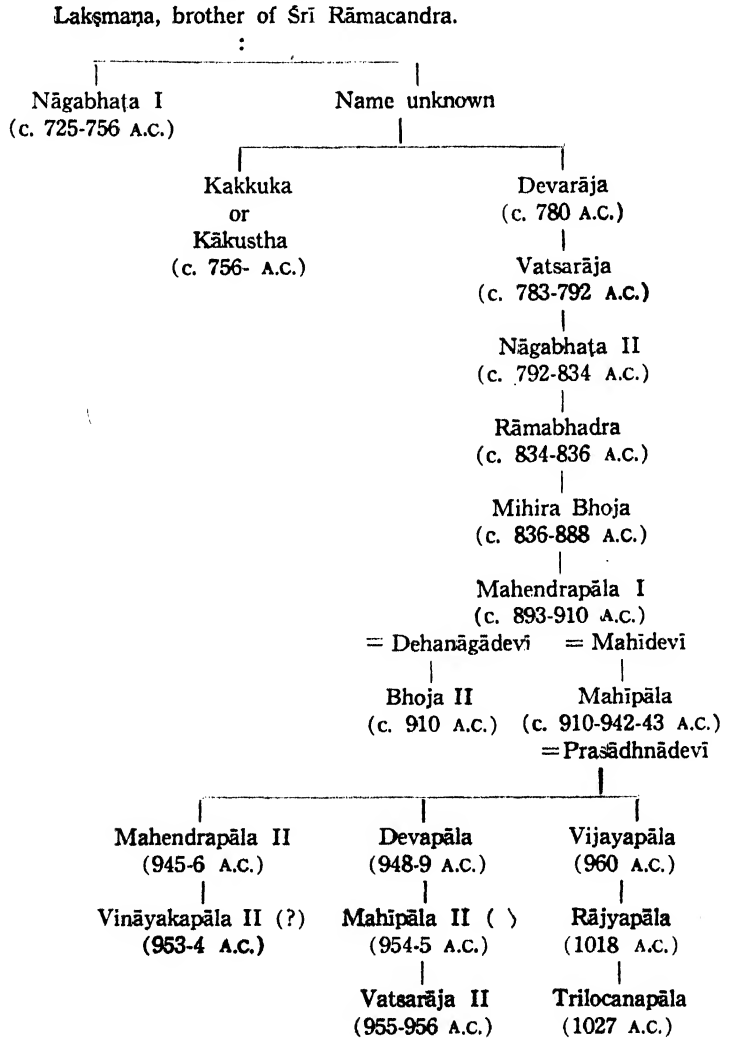 Lakṣmaṇa, brother of Śrī Rāmacandra.
:
Nāgabhaṭa I Name unknown
(c. 725-756 A.C.)
Kakkuka Devarāja
or (c. 780 A.C.)
Kākustha
(c. 756- A.C.) Vatsarāja
(c. 783-792 A.C.)
Nāgabhaṭa II
(c. 792-834 A.C.)
Rāmabhadra
(c. 834-836 A.C.)
Mihira Bhoja
(c. 836-888 A.C.)
Mahendrapāla I
(c. 893-910 A.C.)
= Dehanāgādevī = Mahīdevī
Bhoja II Mahīpāla
(c. 910 A.C.) (c. 910-942-43 A.C.)
=Prasādhnādevī
Mahendrapāla II Devapāla Vijayapāla
(945-6 A.C.) (948-9 A.C.) (960 A.C.)
Vināyakapāla II (?) Mahīpāla II ( ) Rājyapāla
(953-4 A.C.) (954-5 A.C.) (1018 A.C.)
Vatsarāja II Trilocanapāla
(955-956 A.C.) (1027 A.C.)